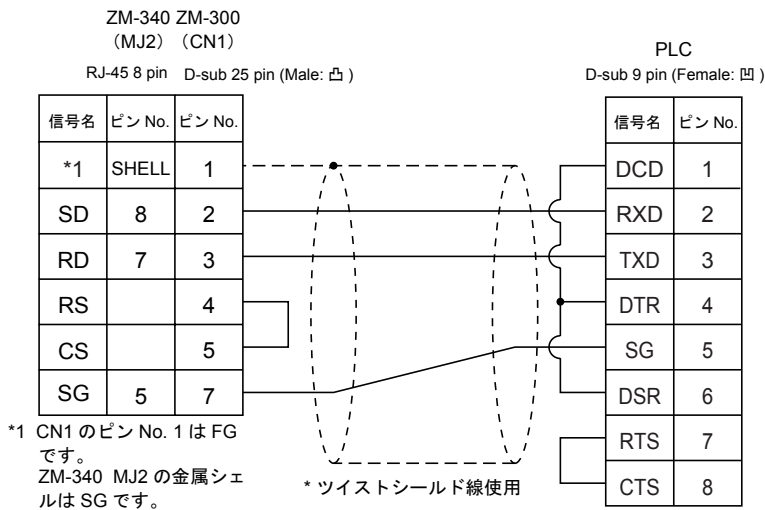 ZM-340 ZM-300
（MJ2）（CN1）
RJ-45 8 pin D-sub 25 pin (Male: 凸 )
PLC
D-sub 9 pin (Female: 凹 )
信号名 ピン No. ピン No.
*1 SHELL 1
SD 8 2
RD 7 3
RS 4
CS 5
SG 5 7
信号名 ピン No.
DCD 1
RXD 2
TXD 3
DTR 4
SG 5
DSR 6
RTS 7
CTS 8
*1 CN1 のピン No. 1 は FG
です。
ZM-340 MJ2 の金属シェ
ルは SG です。
* ツイストシールド線使用